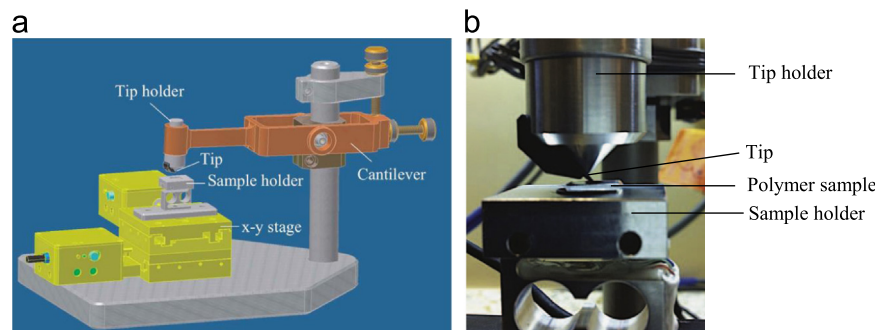 a
Tip holder
Tip
Sample holder
Cantilever
x-y stage
b
Tip holder
Tip
Polymer sample
Sample holder